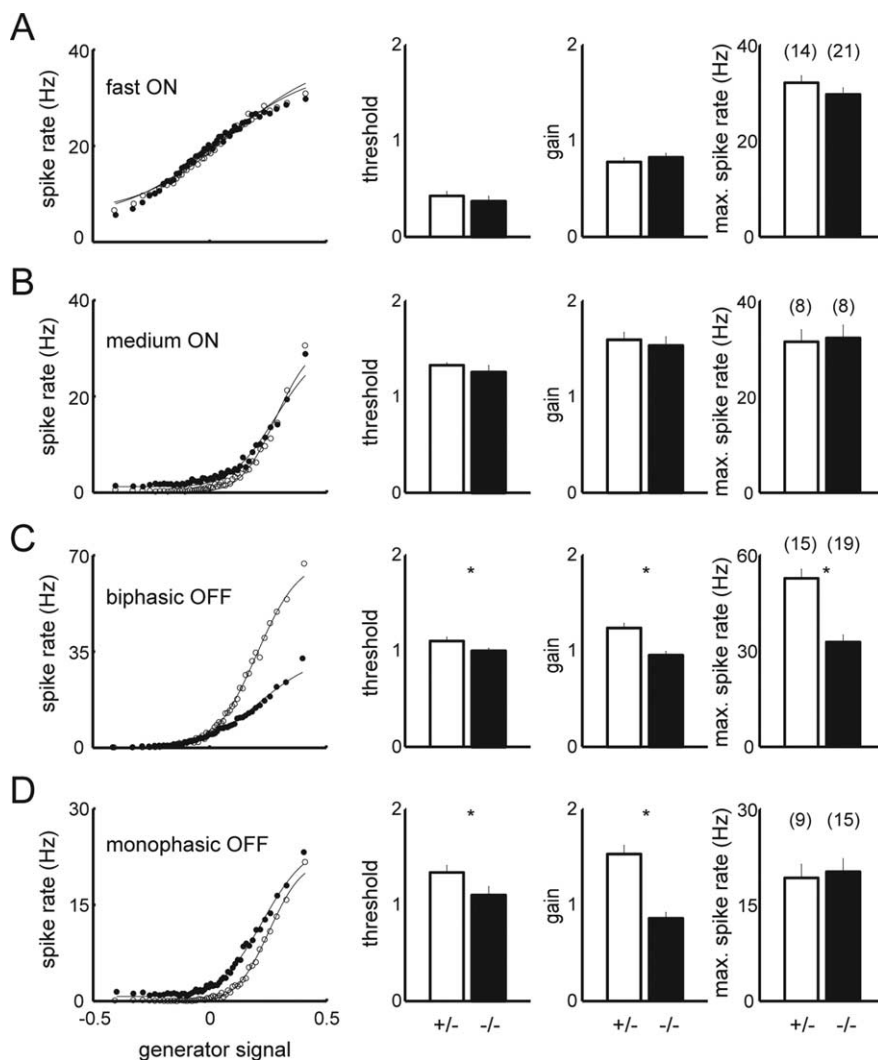 A
40
20
0
spike rate (Hz)
fast ON
2
1
0
threshold
2
1
0
gain
40
20
0
max. spike rate (Hz)
(14) (21)
B
40
20
0
spike rate (Hz)
medium ON
2
1
0
threshold
2
1
0
gain
40
20
0
max. spike rate (Hz)
(8) (8)
C
70
35
0
spike rate (Hz)
biphasic OFF
2
1
0
threshold
*
2
1
0
gain
*
60
30
0
max. spike rate (Hz)
(15) (19)
*
D
30
15
0
spike rate (Hz)
monophasic OFF
-0.5 0 0.5
generator signal
2
1
0
threshold
*
+/- -/-
2
1
0
gain
*
+/- -/-
30
15
0
max. spike rate (Hz)
(9) (15)
+/- -/-